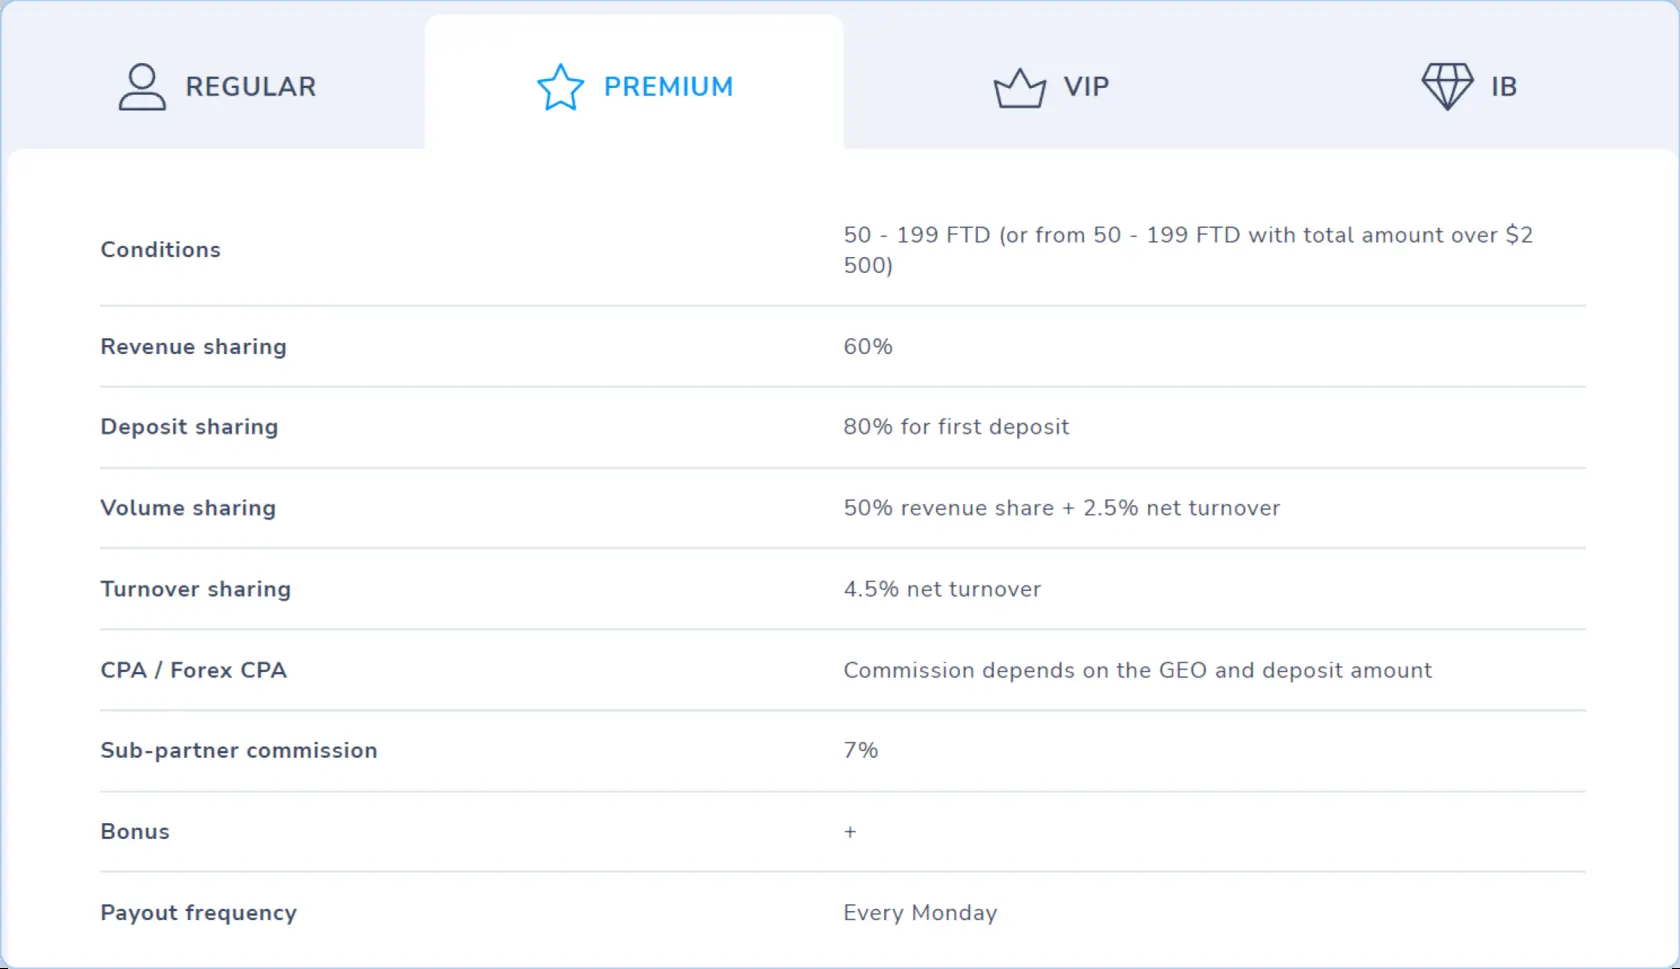 REGULAR
PREMIUM
VIP
IB
Conditions
50 - 199 FTD (or from 50 - 199 FTD with total amount over $2
500)
Revenue sharing
60%
Deposit sharing
80% for first deposit
Volume sharing
50% revenue share + 2.5% net turnover
Turnover sharing
4.5% net turnover
CPA / Forex CPA
Commission depends on the GEO and deposit amount
Sub-partner commission
7%
Bonus
+
Payout frequency
Every Monday